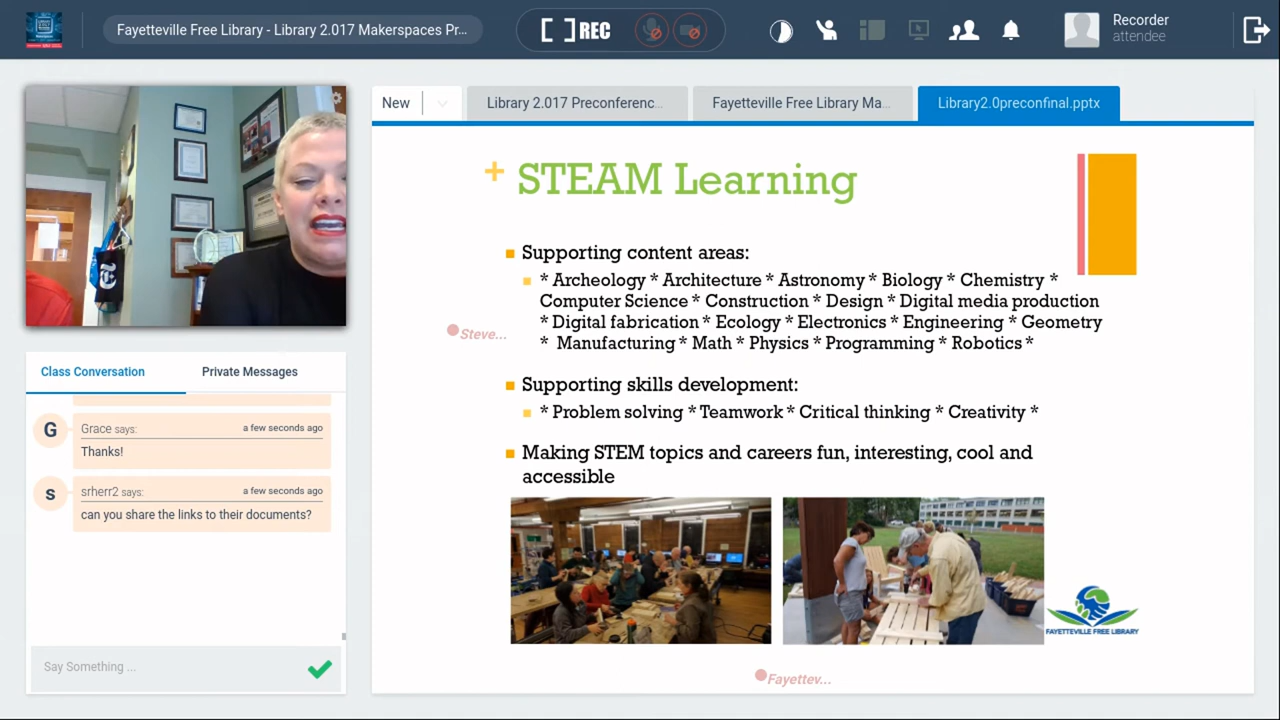 Fayetteville Free Library - Library 2.017 Makerspaces Pr...
[ ] REC
Recorder
attendee
New
Library 2.017 Preconferenc...
Fayetteville Free Library Ma...
Library2.0preconfinal.pptx
Class Conversation
Private Messages
G
Grace says:
a few seconds ago
Thanks!
s
srherr2 says:
a few seconds ago
can you share the links to their documents?
Say Something ...
+ STEAM Learning
Supporting content areas:
* Archeology * Architecture * Astronomy * Biology * Chemistry *
Computer Science * Construction * Design * Digital media production
* Digital fabrication * Ecology * Electronics * Engineering * Geometry
* Manufacturing * Math * Physics * Programming * Robotics *
Steve...
Supporting skills development:
* Problem solving * Teamwork * Critical thinking * Creativity *
Making STEM topics and careers fun, interesting, cool and
accessible
FAYETTEVILLE FREE LIBRARY
Fayettev...